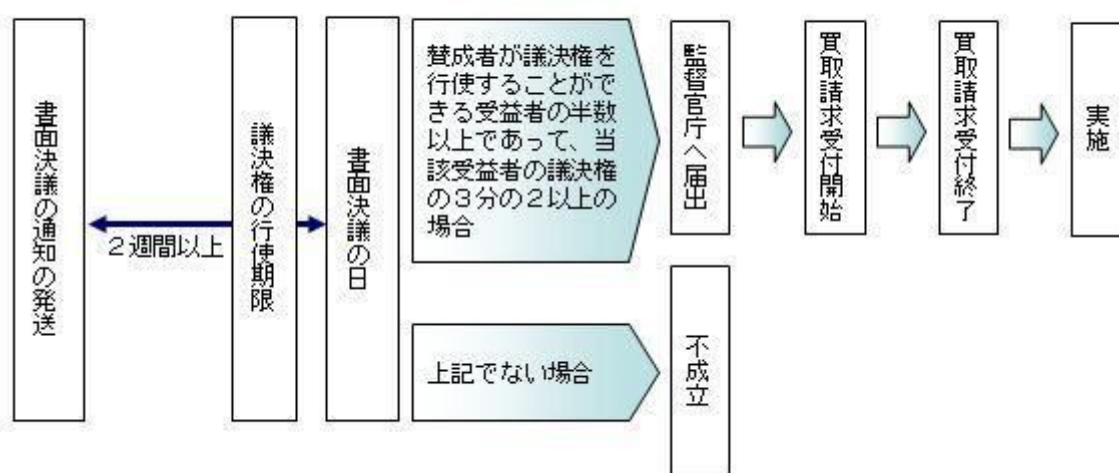 書面決議の通知の発送
２週間以上
議決権の行使期限
書面決議の日
賛成者が議決権を
行使することがで
きる受益者の半数
以上であって、当
該受益者の議決権
の３分の２以上の
場合
監督官庁へ届出
買取請求受付開始
買取請求受付終了
実施
上記でない場合
不成立